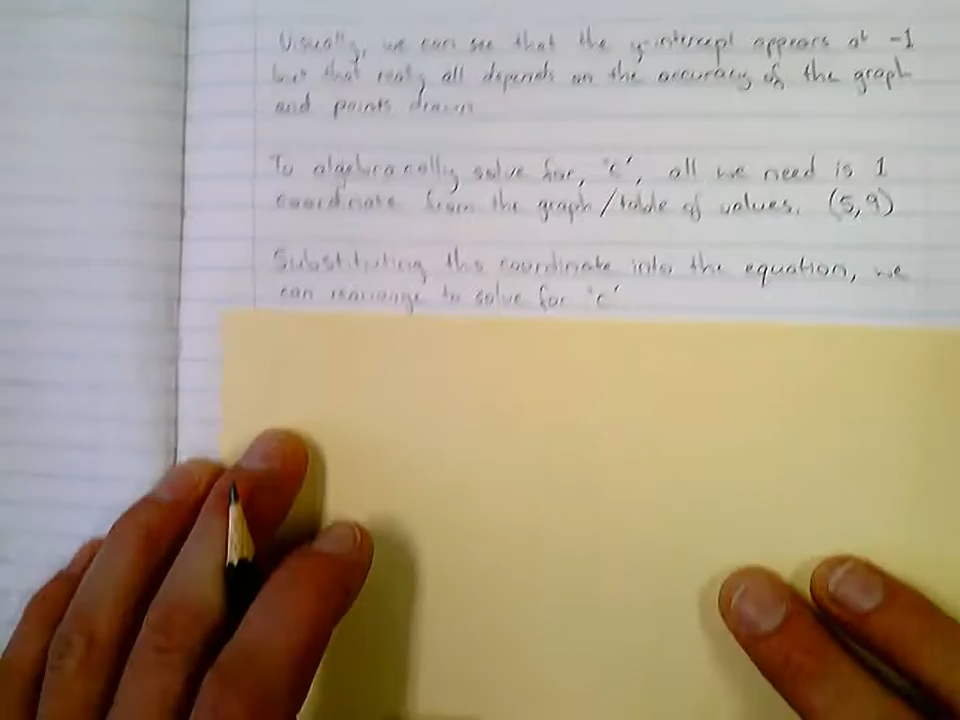 Visually, we can see that the y-intercept appears at -1
but that really all depends on the accuracy of the graph
and points drawn
To algebraically solve for, 'c', all we need is 1
coordinate from the graph/table of values. (5,9)
Substituting the coordinate into the equation, we
can rearrange to solve for 'c'